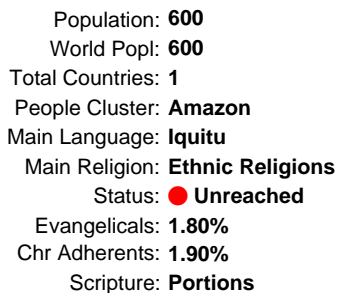 Population: 600
World Popl: 600
Total Countries: 1
People Cluster: Amazon
Main Language: Iquitu
Main Religion: Ethnic Religions
Status: Unreached
Evangelicals: 1.80%
Chr Adherents: 1.90%
Scripture: Portions